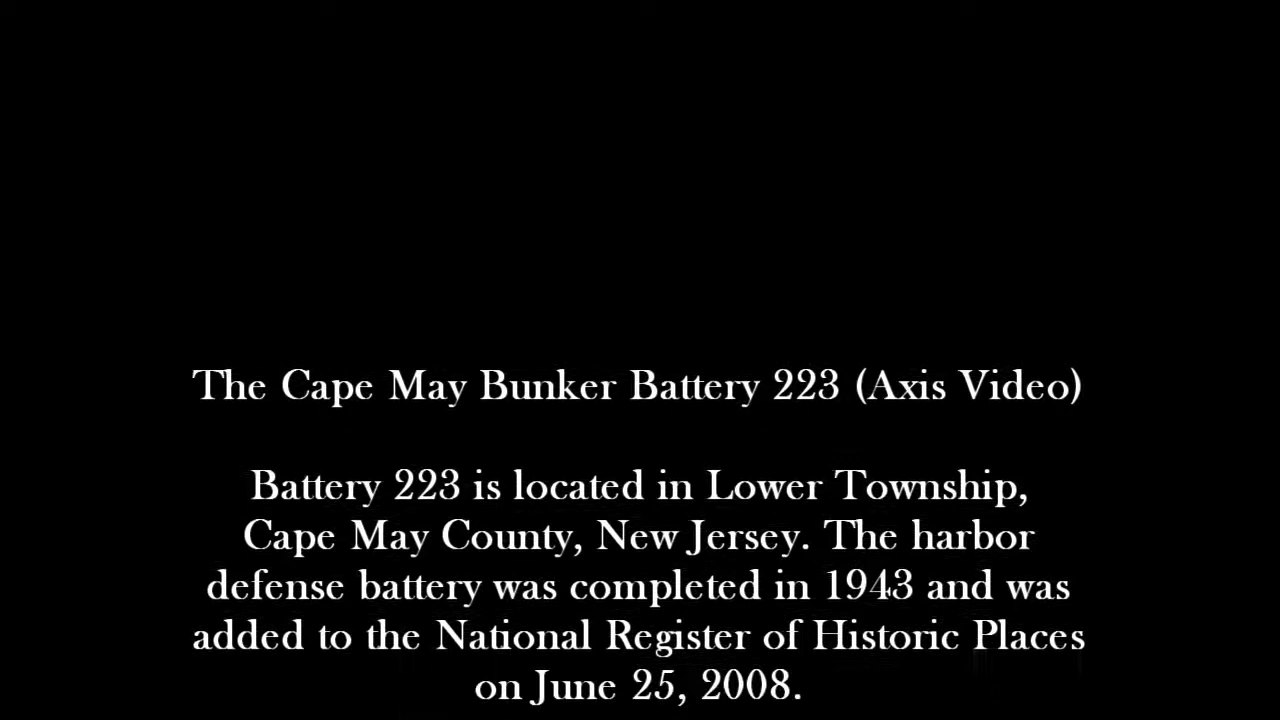 The Cape May Bunker Battery 223 (Axis Video)
Battery 223 is located in Lower Township,
Cape May County, New Jersey. The harbor
defense battery was completed in 1943 and was
added to the National Register of Historic Places
on June 25, 2008.